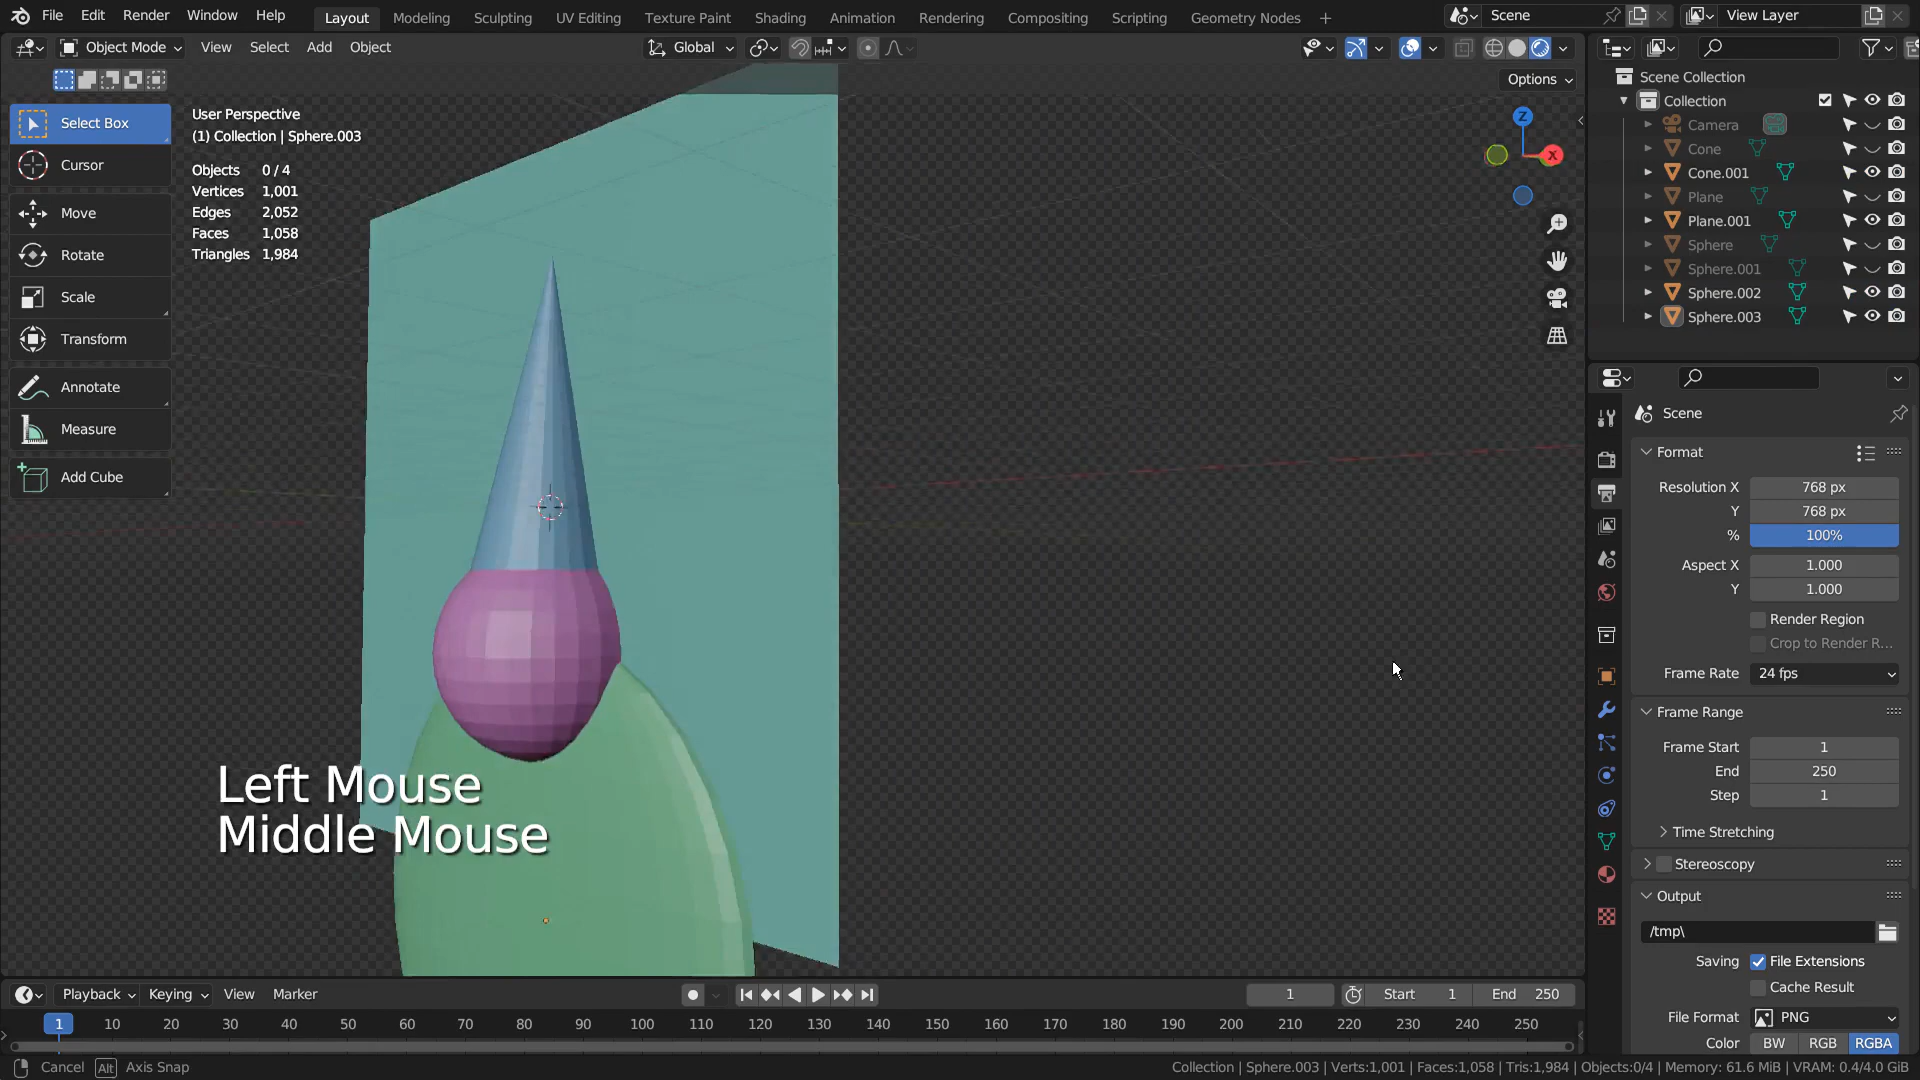 File Edit Render Window Help Layout Modeling Sculpting UV Editing Texture Paint Shading Animation Rendering Compositing Scripting Geometry Nodes + Scene View Layer
Object Mode View Select Add Object Global
Options
Select Box
Cursor
Move
Rotate
Scale
Transform
Annotate
Measure
Add Cube
User Perspective
(1) Collection | Sphere.003
Objects 0 / 4
Vertices 1,001
Edges 2,052
Faces 1,058
Triangles 1,984
Z
X
Left Mouse
Middle Mouse
Scene Collection
Collection
Camera
Cone
Cone.001
Plane
Plane.001
Sphere
Sphere.001
Sphere.002
Sphere.003
Scene
Format
Resolution X 768 px
Y 768 px
% 100%
Aspect X 1.000
Y 1.000
Render Region
Crop to Render R...
Frame Rate 24 fps
Frame Range
Frame Start 1
End 250
Step 1
Time Stretching
Stereoscopy
Output
/tmp\
Saving File Extensions
Cache Result
File Format PNG
Color BW RGB RGBA
Playback Keying View Marker 1 Start 1 End 250
1 10 20 30 40 50 60 70 80 90 100 110 120 130 140 150 160 170 180 190 200 210 220 230 240 250
Cancel Alt Axis Snap Collection | Sphere.003 | Verts:1,001 | Faces:1,058 | Tris:1,984 | Objects:0/4 | Memory: 61.6 MiB | VRAM: 0.4/4.0 GiB